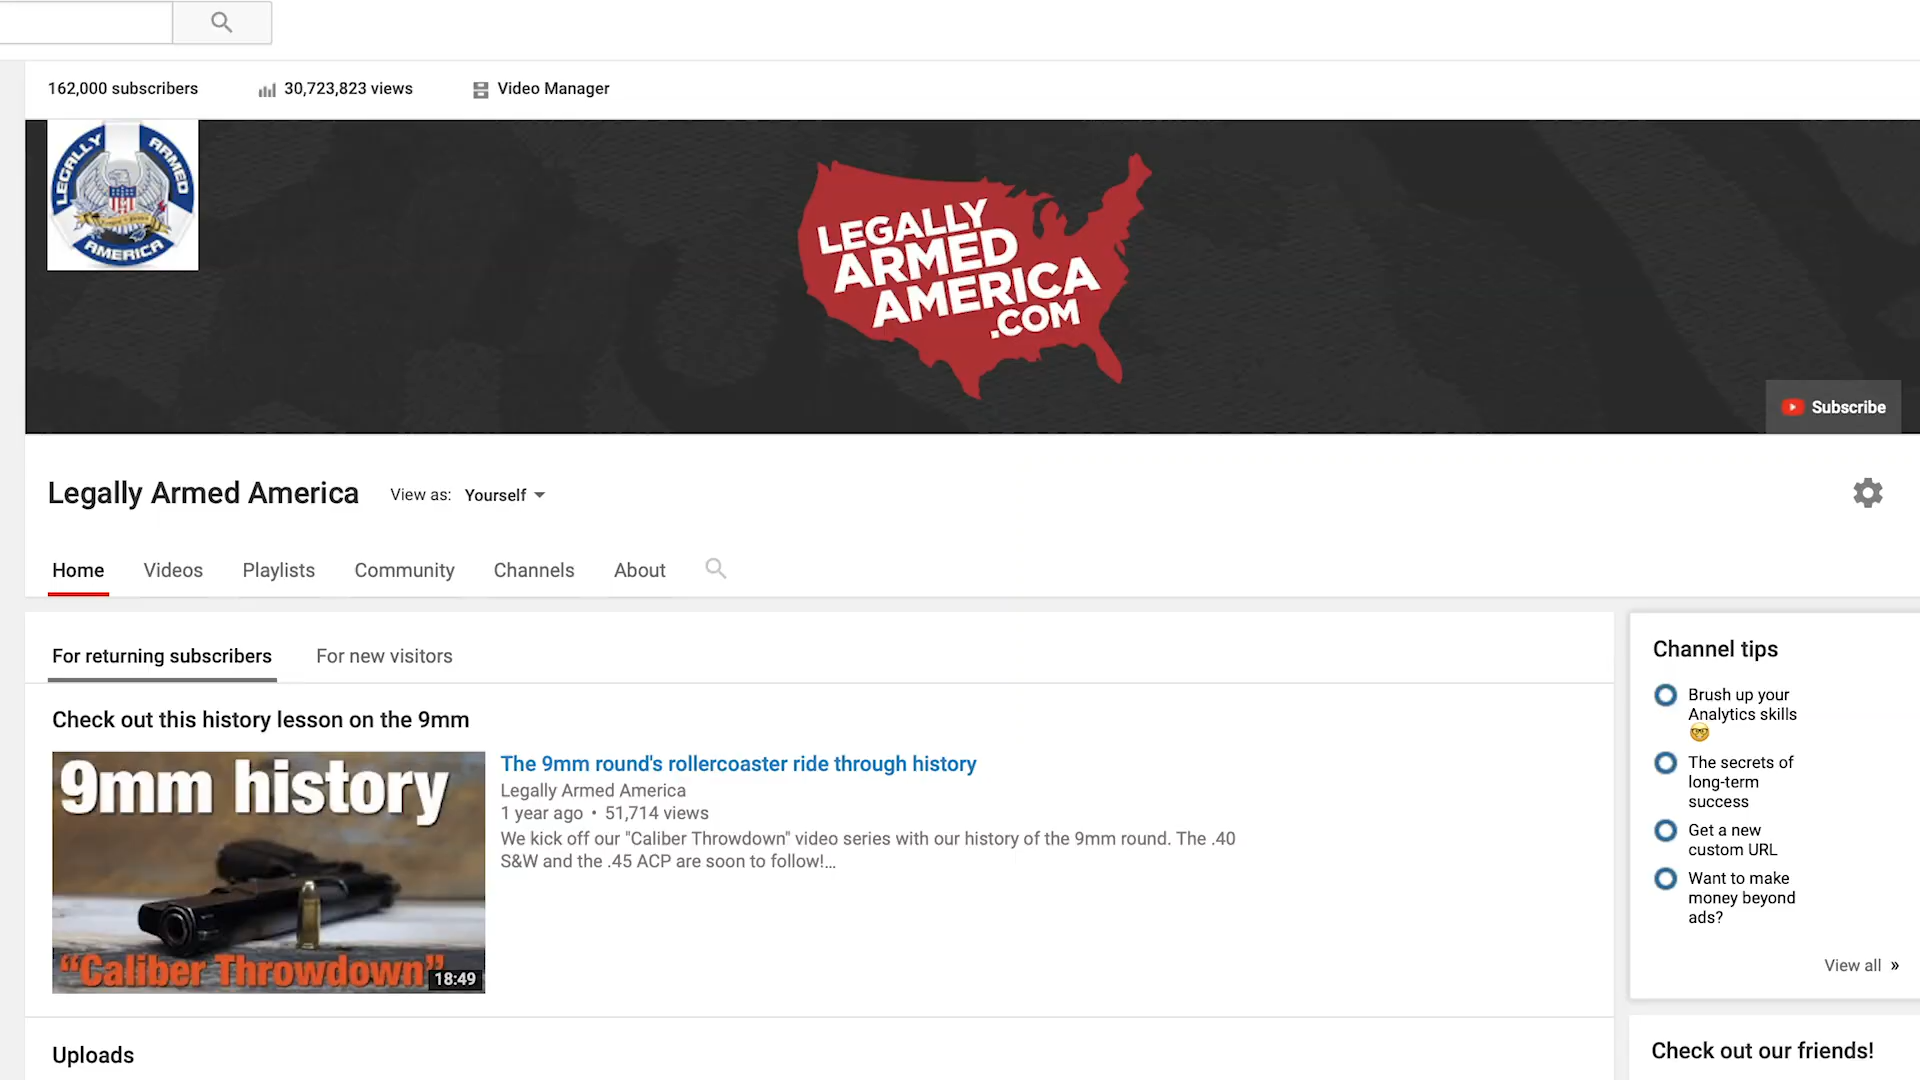 162,000 subscribers
30,723,823 views
Video Manager
LEGALLY ARMED
AMERICA
LEGALLY
ARMED
AMERICA
.COM
Subscribe
Legally Armed America
View as: Yourself
Home
Videos
Playlists
Community
Channels
About
For returning subscribers
For new visitors
Check out this history lesson on the 9mm
9mm history
"Caliber Throwdown"
18:49
The 9mm round's rollercoaster ride through history
Legally Armed America
1 year ago • 51,714 views
We kick off our "Caliber Throwdown" video series with our history of the 9mm round. The .40
S&W and the .45 ACP are soon to follow!...
Uploads
Channel tips
Brush up your
Analytics skills
🤓
The secrets of
long-term
success
Get a new
custom URL
Want to make
money beyond
ads?
View all »
Check out our friends!